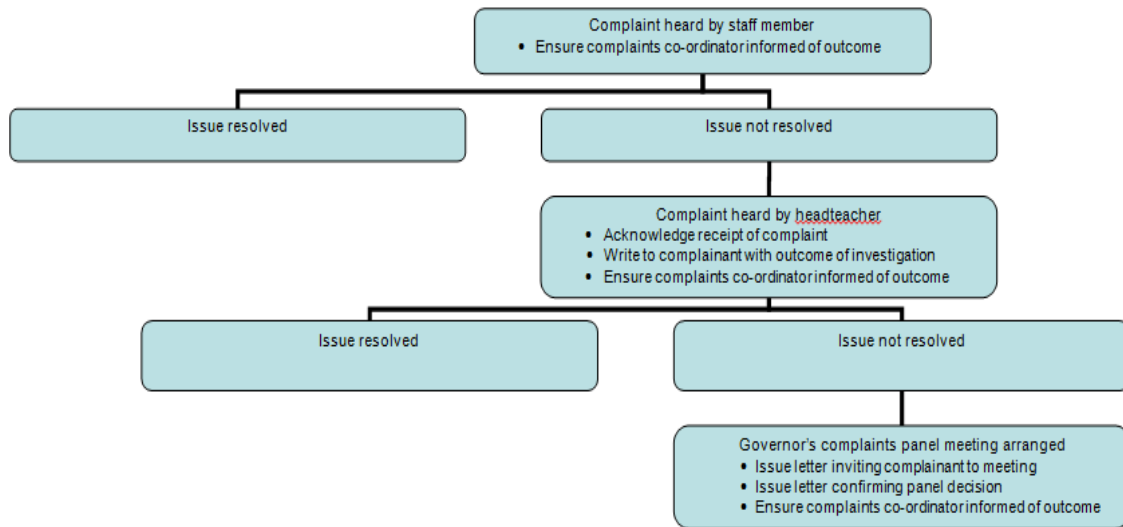 Complaint heard by staff member
• Ensure complaints co-ordinator informed of outcome
Issue resolved
Issue not resolved
Complaint heard by headteacher
• Acknowledge receipt of complaint
• Write to complainant with outcome of investigation
• Ensure complaints co-ordinator informed of outcome
Issue resolved
Issue not resolved
Governor's complaints panel meeting arranged
• Issue letter inviting complainant to meeting
• Issue letter confirming panel decision
• Ensure complaints co-ordinator informed of outcome